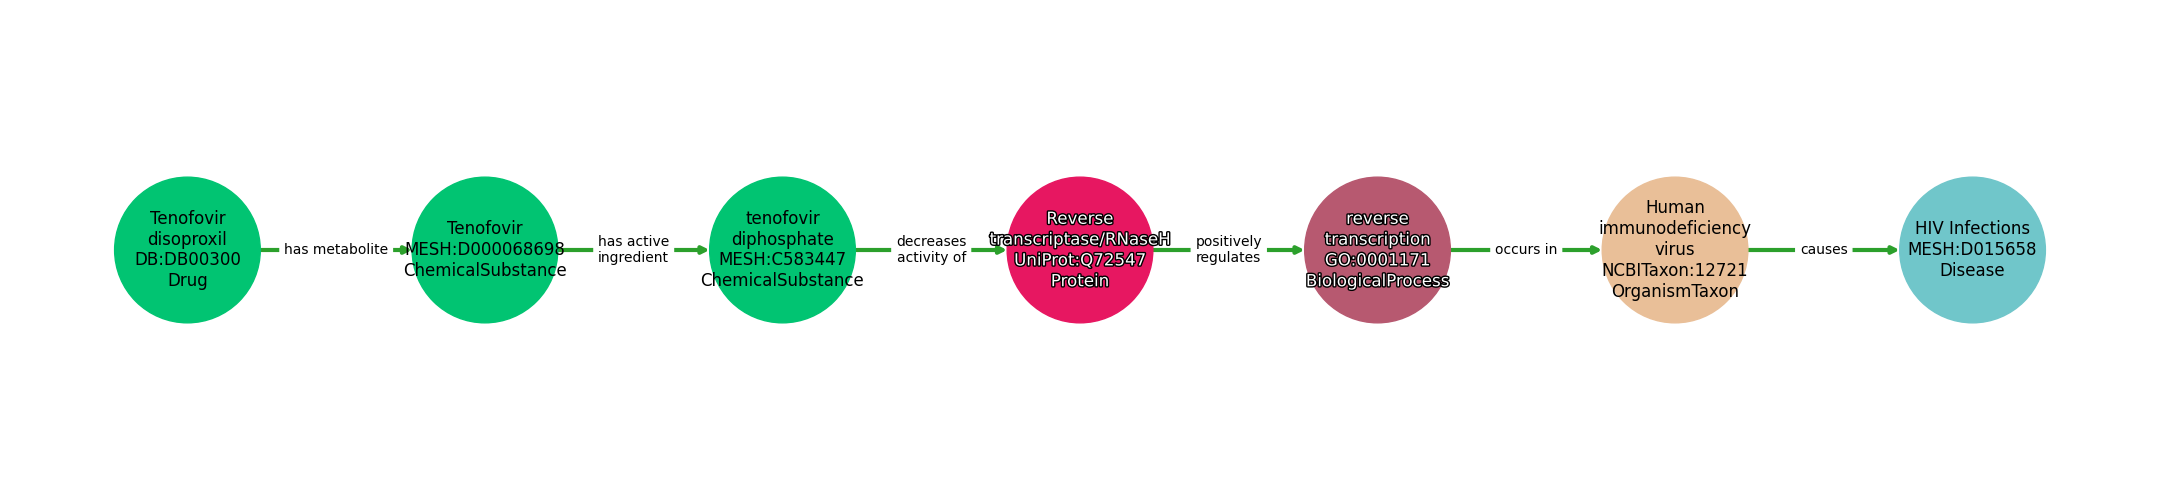 Tenofovir
disoproxil
DB:DB00300
Drug
has metabolite
Tenofovir
MESH:D000068698
ChemicalSubstance
has active
ingredient
tenofovir
diphosphate
MESH:C583447
ChemicalSubstance
decreases
activity of
Reverse
transcriptase/RNaseH
UniProt:Q72547
Protein
positively
regulates
reverse
transcription
GO:0001171
BiologicalProcess
occurs in
Human
immunodeficiency
virus
NCBITaxon:12721
OrganismTaxon
causes
HIV Infections
MESH:D015658
Disease